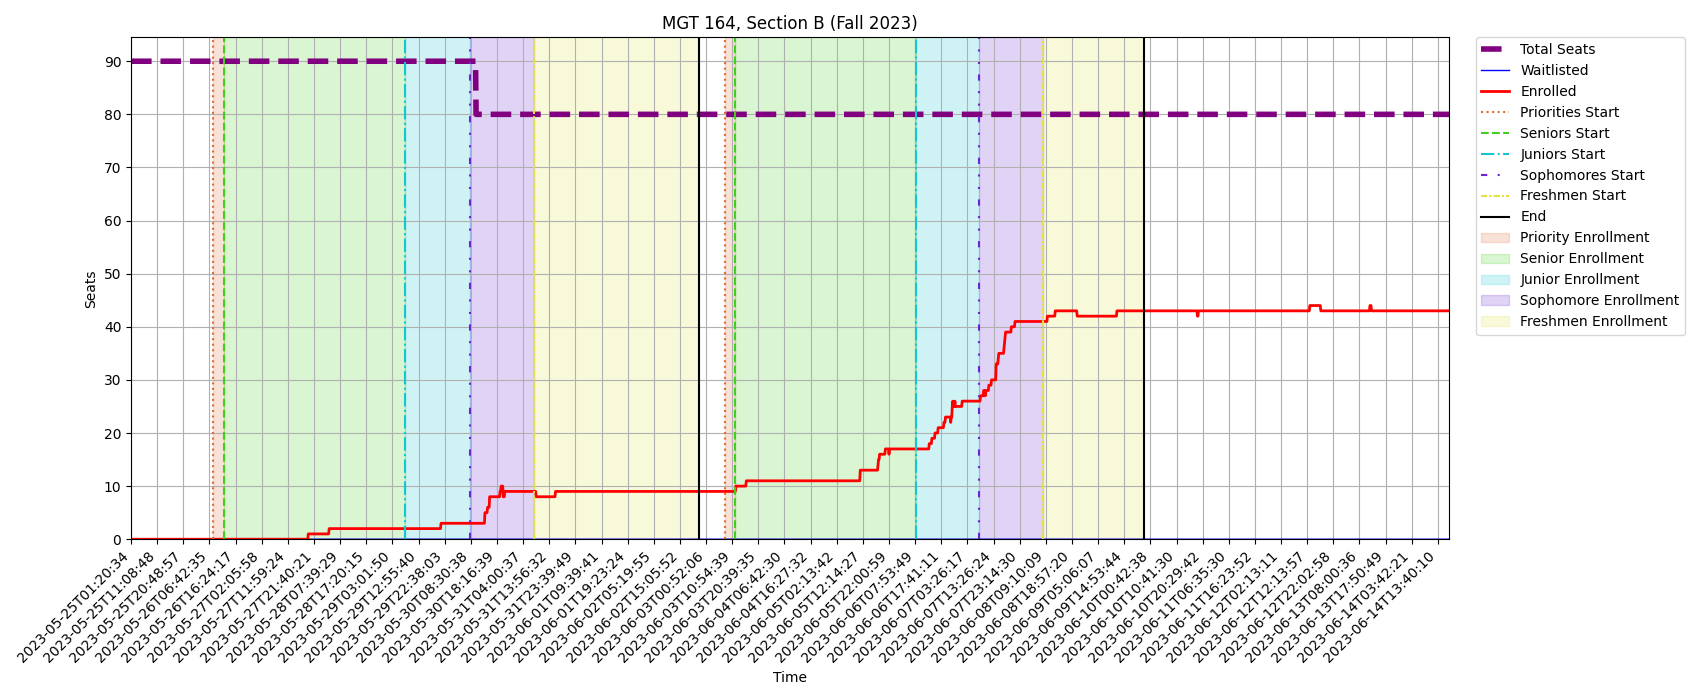 MGT 164, Section B (Fall 2023)
Seats
90
80
70
60
50
40
30
20
10
0
2023-05-25T01:20:34
2023-05-25T11:08:48
2023-05-25T20:48:57
2023-05-26T06:42:35
2023-05-26T16:24:17
2023-05-27T02:05:58
2023-05-27T11:59:24
2023-05-27T21:40:21
2023-05-28T07:39:29
2023-05-28T17:20:15
2023-05-29T03:01:50
2023-05-29T12:55:40
2023-05-29T22:38:03
2023-05-30T08:30:38
2023-05-30T18:16:39
2023-05-31T04:00:37
2023-05-31T13:56:32
2023-05-31T23:39:49
2023-06-01T09:39:41
2023-06-01T19:23:24
2023-06-02T05:19:55
2023-06-02T15:05:52
2023-06-03T00:52:06
2023-06-03T10:54:39
2023-06-03T20:39:35
2023-06-04T06:42:30
2023-06-04T16:27:32
2023-06-05T02:13:42
2023-06-05T12:14:27
2023-06-05T22:00:59
2023-06-06T07:53:49
2023-06-06T17:41:11
2023-06-07T03:26:17
2023-06-07T13:26:24
2023-06-07T23:14:30
2023-06-08T09:10:09
2023-06-08T18:57:20
2023-06-09T05:06:07
2023-06-09T14:53:44
2023-06-10T00:42:38
2023-06-10T10:41:30
2023-06-10T20:29:42
2023-06-11T06:35:30
2023-06-11T16:23:52
2023-06-12T02:13:11
2023-06-12T12:13:57
2023-06-12T22:02:58
2023-06-13T08:00:36
2023-06-13T17:50:49
2023-06-14T03:42:21
2023-06-14T13:40:10
Time
Total Seats
Waitlisted
Enrolled
Priorities Start
Seniors Start
Juniors Start
Sophomores Start
Freshmen Start
End
Priority Enrollment
Senior Enrollment
Junior Enrollment
Sophomore Enrollment
Freshmen Enrollment